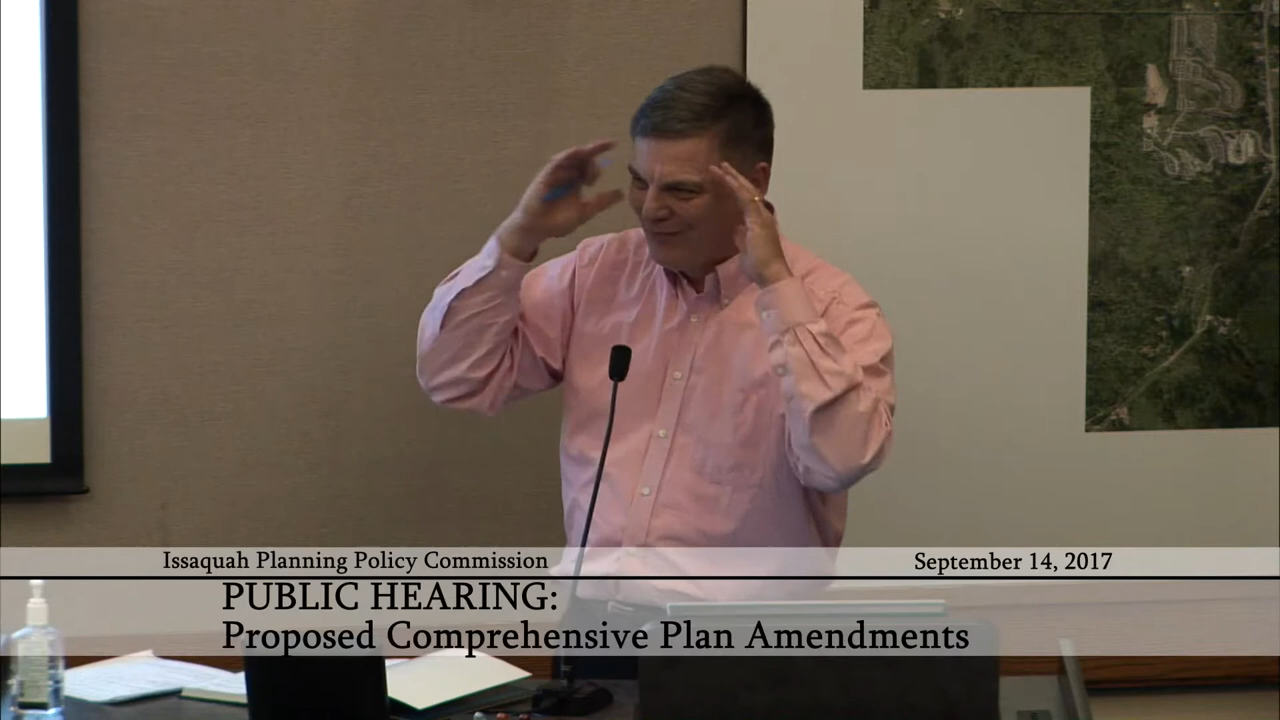 Issaquah Planning Policy Commission
September 14, 2017
PUBLIC HEARING:
Proposed Comprehensive Plan Amendments